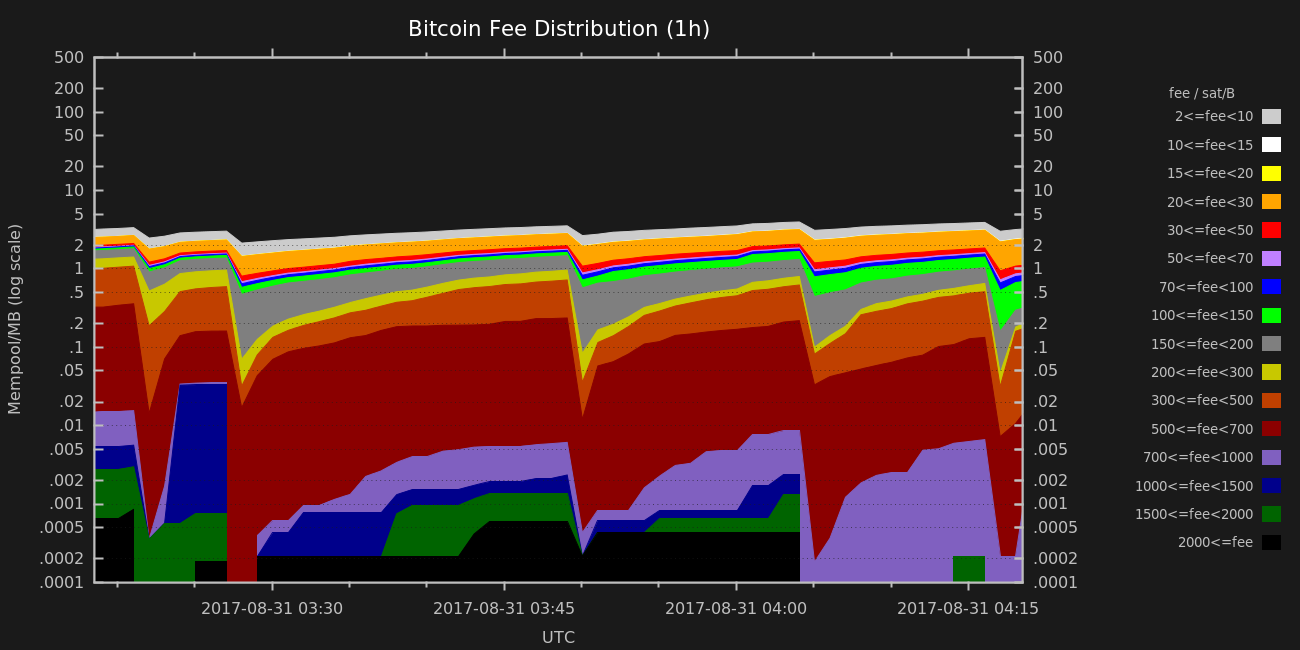 Bitcoin Fee Distribution (1h)
500
200
100
50
20
10
5
2
1
.5
.2
.1
.05
.02
.01
.005
.002
.001
.0005
.0002
.0001
Mempool/MB (log scale)
500
200
100
50
20
10
5
2
1
.5
.2
.1
.05
.02
.01
.005
.002
.001
.0005
.0002
.0001
2017-08-31 03:30
2017-08-31 03:45
2017-08-31 04:00
2017-08-31 04:15
UTC
fee / sat/B
2<=fee<10
10<=fee<15
15<=fee<20
20<=fee<30
30<=fee<50
50<=fee<70
70<=fee<100
100<=fee<150
150<=fee<200
200<=fee<300
300<=fee<500
500<=fee<700
700<=fee<1000
1000<=fee<1500
1500<=fee<2000
2000<=fee